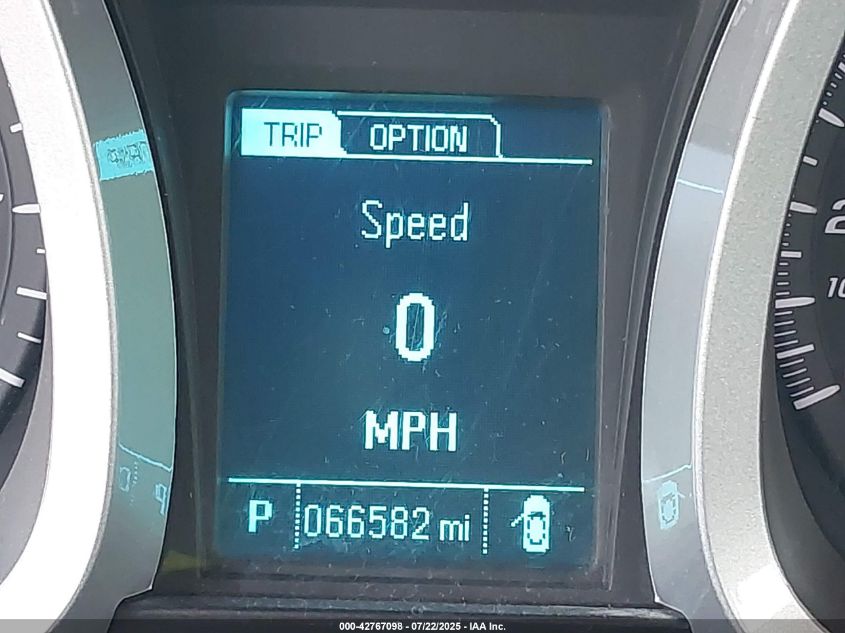 TRIP OPTION
Speed
0
MPH
P 066582 mi
000-42767098 - 07/22/2025 - IAA Inc.